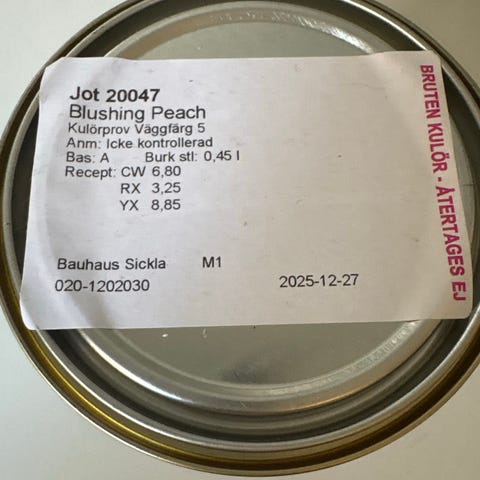 Jot 20047
Blushing Peach
Kulörprov Väggfärg 5
Anm: Icke kontrollerad
Bas: A Burk stl: 0,45 l
Recept: CW 6,80
RX 3,25
YX 8,85
Bauhaus Sickla M1
020-1202030 2025-12-27
BRUTEN KULÖR - ÅTERTAGES EJ